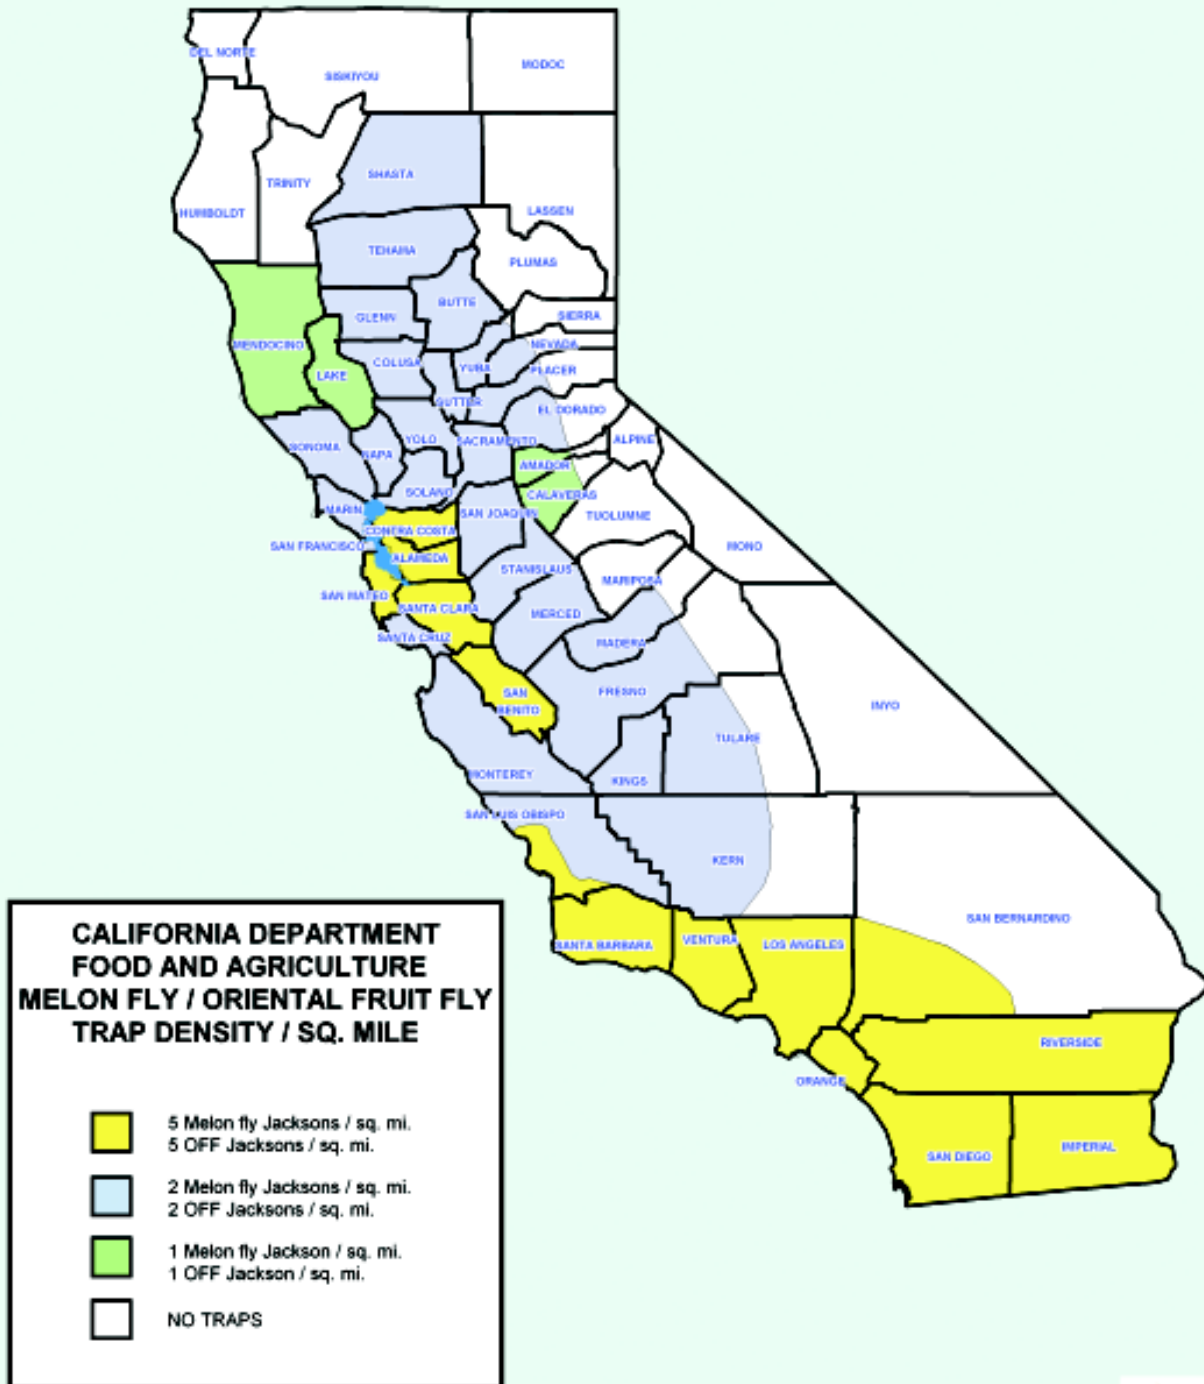 DEL NORTE
SISKIYOU
MODOC
SHASTA
TRINITY
HUMBOLDT
LASSEN
TEHAMA
PLUMAS
BUTTE
GLENN
SIERRA
MENDOCINO
NEVADA
COLUSA
YUBA
PLACER
LAKE
SUTTER
EL DORADO
SONOMA
YOLO
SACRAMENTO
ALPINE
NAPA
AMADOR
SOLANO
CALAVERAS
MARIN
SAN JOAQUIN
TUOLUMNE
CONTRA COSTA
SAN FRANCISCO
MONO
ALAMEDA
STANISLAUS
MARIPOSA
SAN MATEO
SANTA CLARA
MERCED
SANTA CRUZ
MADERA
SAN
BENITO
FRESNO
INYO
TULARE
MONTEREY
KINGS
SAN LUIS OBISPO
KERN
SAN BERNARDINO
SANTA BARBARA
VENTURA
LOS ANGELES
RIVERSIDE
ORANGE
SAN DIEGO
IMPERIAL
CALIFORNIA DEPARTMENT
FOOD AND AGRICULTURE
MELON FLY / ORIENTAL FRUIT FLY
TRAP DENSITY / SQ. MILE
5 Melon fly Jacksons / sq. mi.
5 OFF Jacksons / sq. mi.
2 Melon fly Jacksons / sq. mi.
2 OFF Jacksons / sq. mi.
1 Melon fly Jackson / sq. mi.
1 OFF Jackson / sq. mi.
NO TRAPS